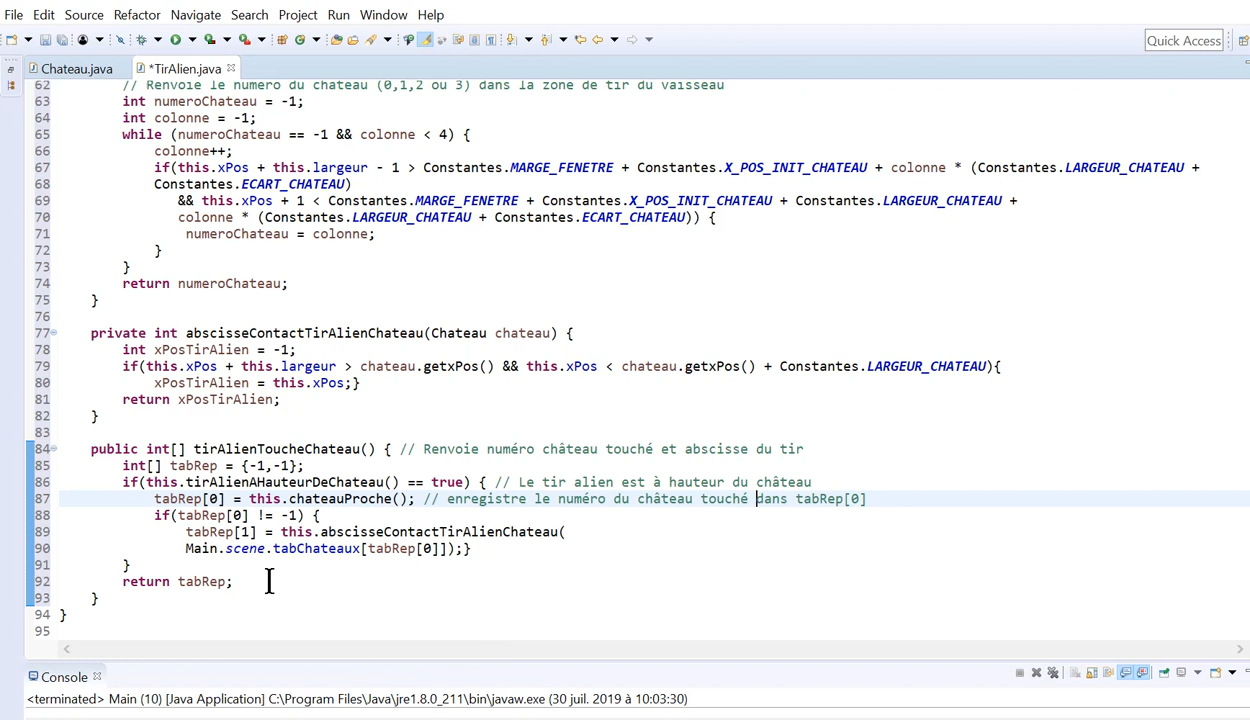 File Edit Source Refactor Navigate Search Project Run Window Help
Quick Access
Chateau.java *TirAlien.java
62 // Renvoie le numéro du chateau (0,1,2 ou 3) dans la zone de tir du vaisseau
63 int numeroChateau = -1;
64 int colonne = -1;
65 while (numeroChateau == -1 && colonne < 4) {
66 colonne++;
67 if(this.xPos + this.largeur - 1 > Constantes.MARGE_FENETRE + Constantes.X_POS_INIT_CHATEAU + colonne * (Constantes.LARGEUR_CHATEAU +
68 Constantes.ECART_CHATEAU)
69 && this.xPos + 1 < Constantes.MARGE_FENETRE + Constantes.X_POS_INIT_CHATEAU + Constantes.LARGEUR_CHATEAU +
70 colonne * (Constantes.LARGEUR_CHATEAU + Constantes.ECART_CHATEAU)) {
71 numeroChateau = colonne;
72 }
73 }
74 return numeroChateau;
75 }
76
77 private int abscisseContactTirAlienChateau(Chateau chateau) {
78 int xPosTirAlien = -1;
79 if(this.xPos + this.largeur > chateau.getxPos() && this.xPos < chateau.getxPos() + Constantes.LARGEUR_CHATEAU){
80 xPosTirAlien = this.xPos;}
81 return xPosTirAlien;
82 }
83
84 public int[] tirAlienToucheChateau() { // Renvoie numéro château touché et abscisse du tir
85 int[] tabRep = {-1,-1};
86 if(this.tirAlienAHauteurDeChateau() == true) { // Le tir alien est à hauteur du château
87 tabRep[0] = this.chateauProche(); // enregistre le numéro du château touché dans tabRep[0]
88 if(tabRep[0] != -1) {
89 tabRep[1] = this.abscisseContactTirAlienChateau(
90 Main.scene.tabChateaux[tabRep[0]]);}
91 }
92 return tabRep;
93 }
94 }
95
Console
<terminated> Main (10) [Java Application] C:\Program Files\Java\jre1.8.0_211\bin\javaw.exe (30 juil. 2019 à 10:03:30)